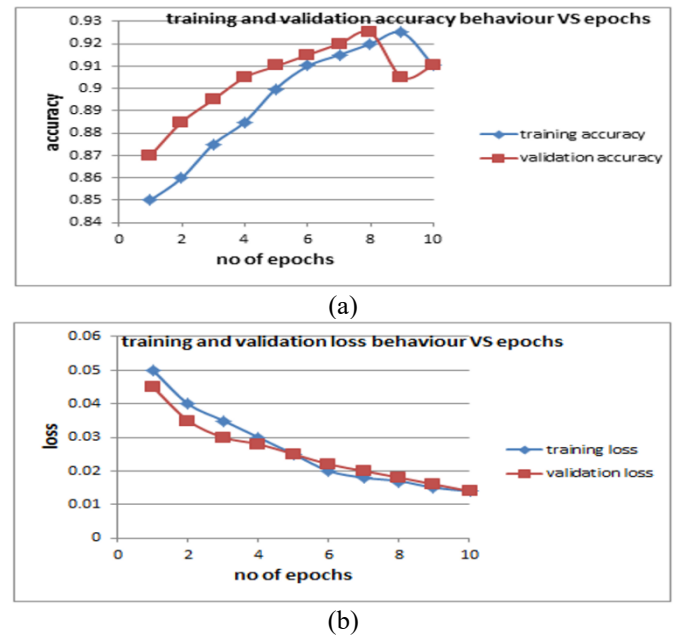 training and validation accuracy behaviour VS epochs
0.93
0.92
0.91
0.9
0.89
0.88
0.87
0.86
0.85
0.84
accuracy
0 2 4 6 8 10
no of epochs
training accuracy
validation accuracy
(a)
training and validation loss behaviour VS epochs
0.06
0.05
0.04
0.03
0.02
0.01
0
loss
0 2 4 6 8 10
no of epochs
training loss
validation loss
(b)